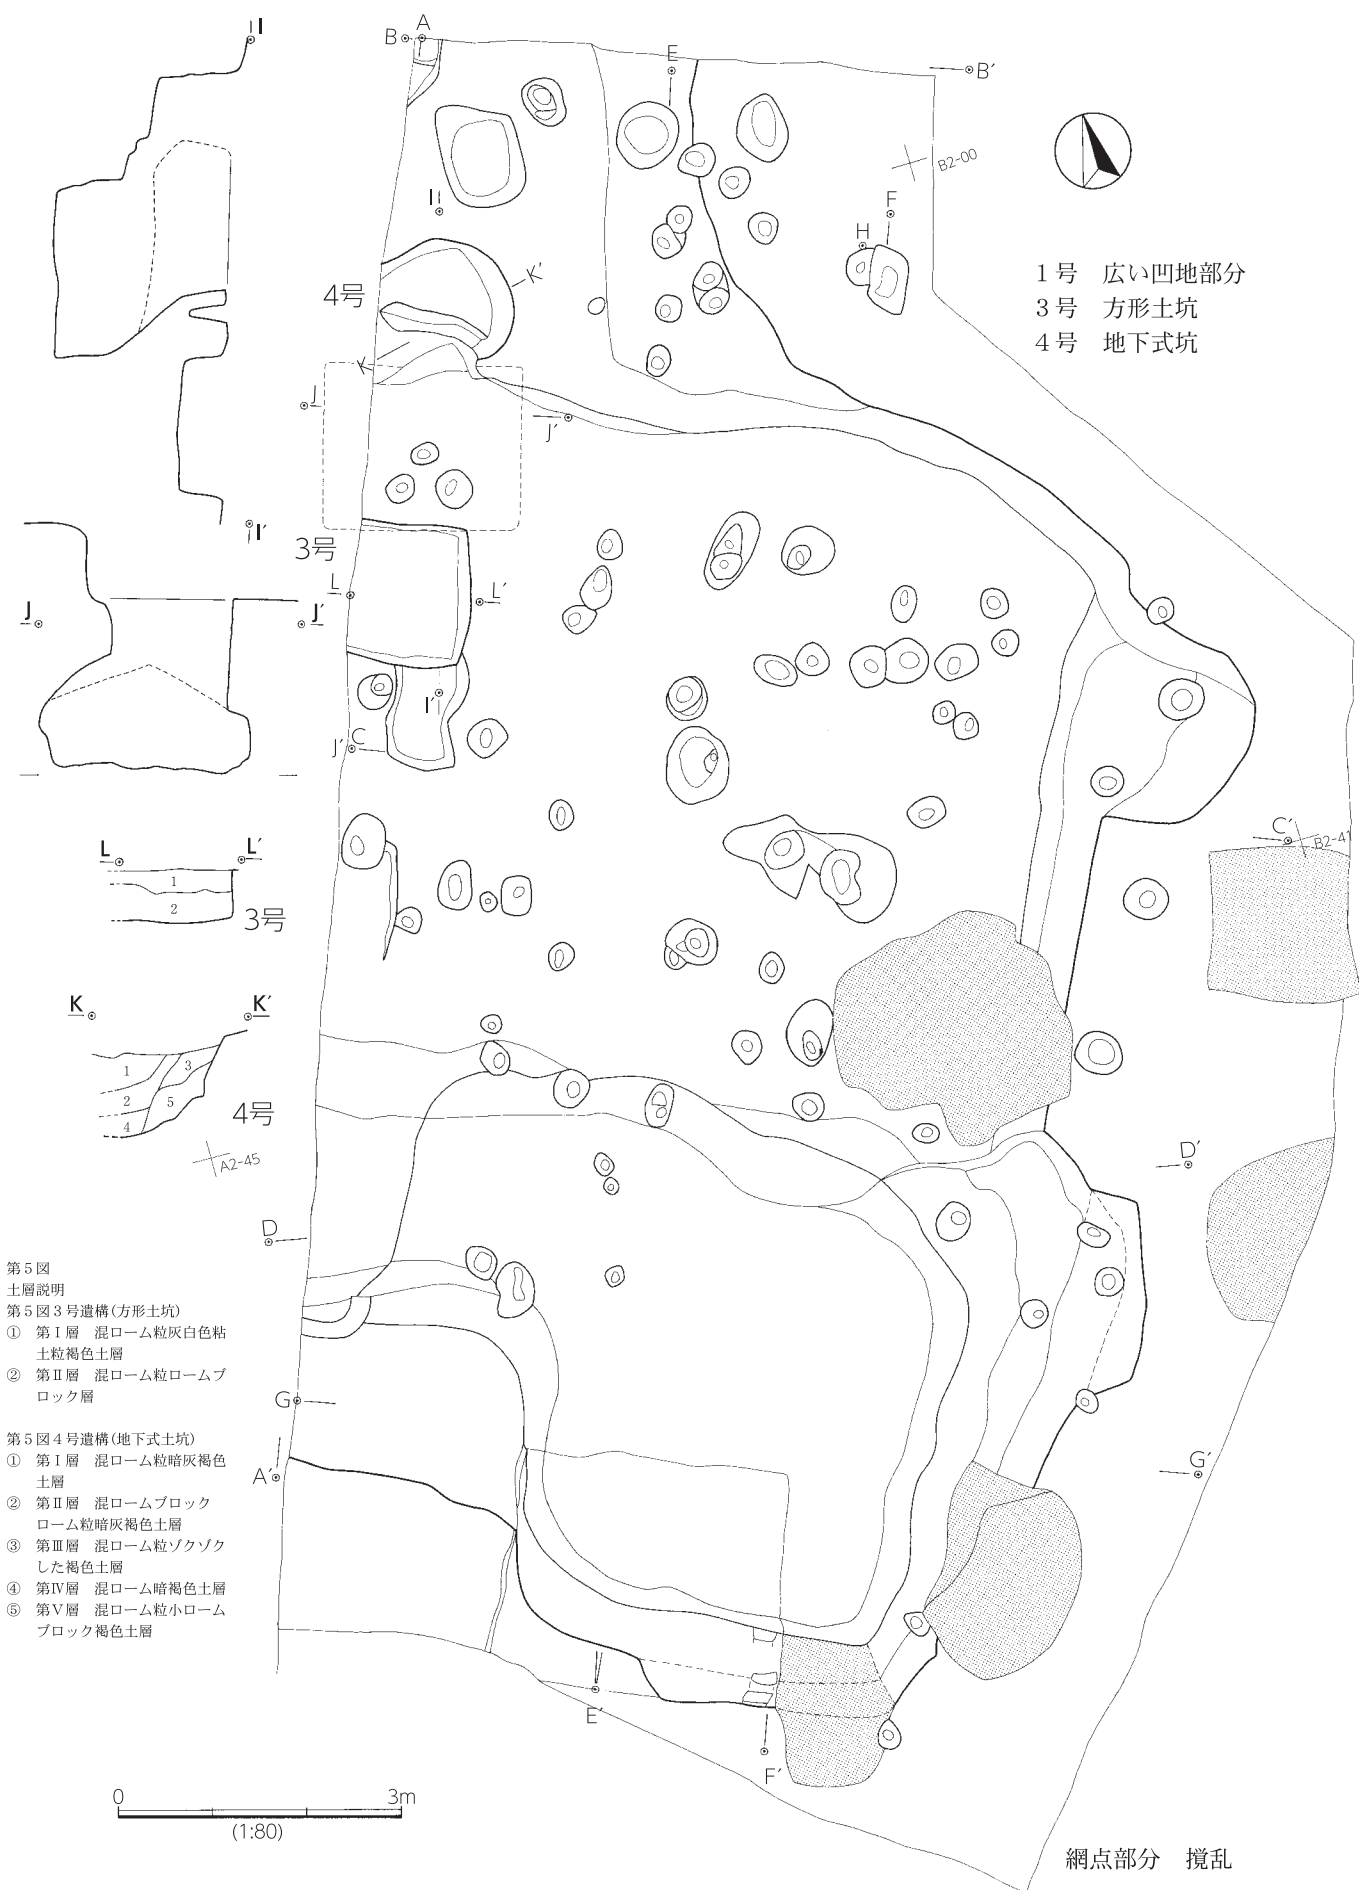 I
A
B
E
B′
B2-00
I
F
H
K′
4号
1号　広い凹地部分
3号　方形土坑
4号　地下式坑
J
J′
I′
3号
L
L′
J
J′
I′
J′
C
C′
B2-41
L
L′
1
2
3号
K
K′
1
3
2
5
4
4号
A2-45
D′
D
第5図
土層説明
第5図3号遺構(方形土坑)
①　第Ⅰ層　混ローム粒灰白色粘
土粒褐色土層
②　第Ⅱ層　混ローム粒ロームブ
ロック層
第5図4号遺構(地下式土坑)
①　第Ⅰ層　混ローム粒暗灰褐色
土層
②　第Ⅱ層　混ロームブロック
ローム粒暗灰褐色土層
③　第Ⅲ層　混ローム粒ゾクゾク
した褐色土層
④　第Ⅳ層　混ローム暗褐色土層
⑤　第Ⅴ層　混ローム粒小ローム
ブロック褐色土層
G
A′
G′
E′
F′
0
3m
(1:80)
網点部分　撹乱